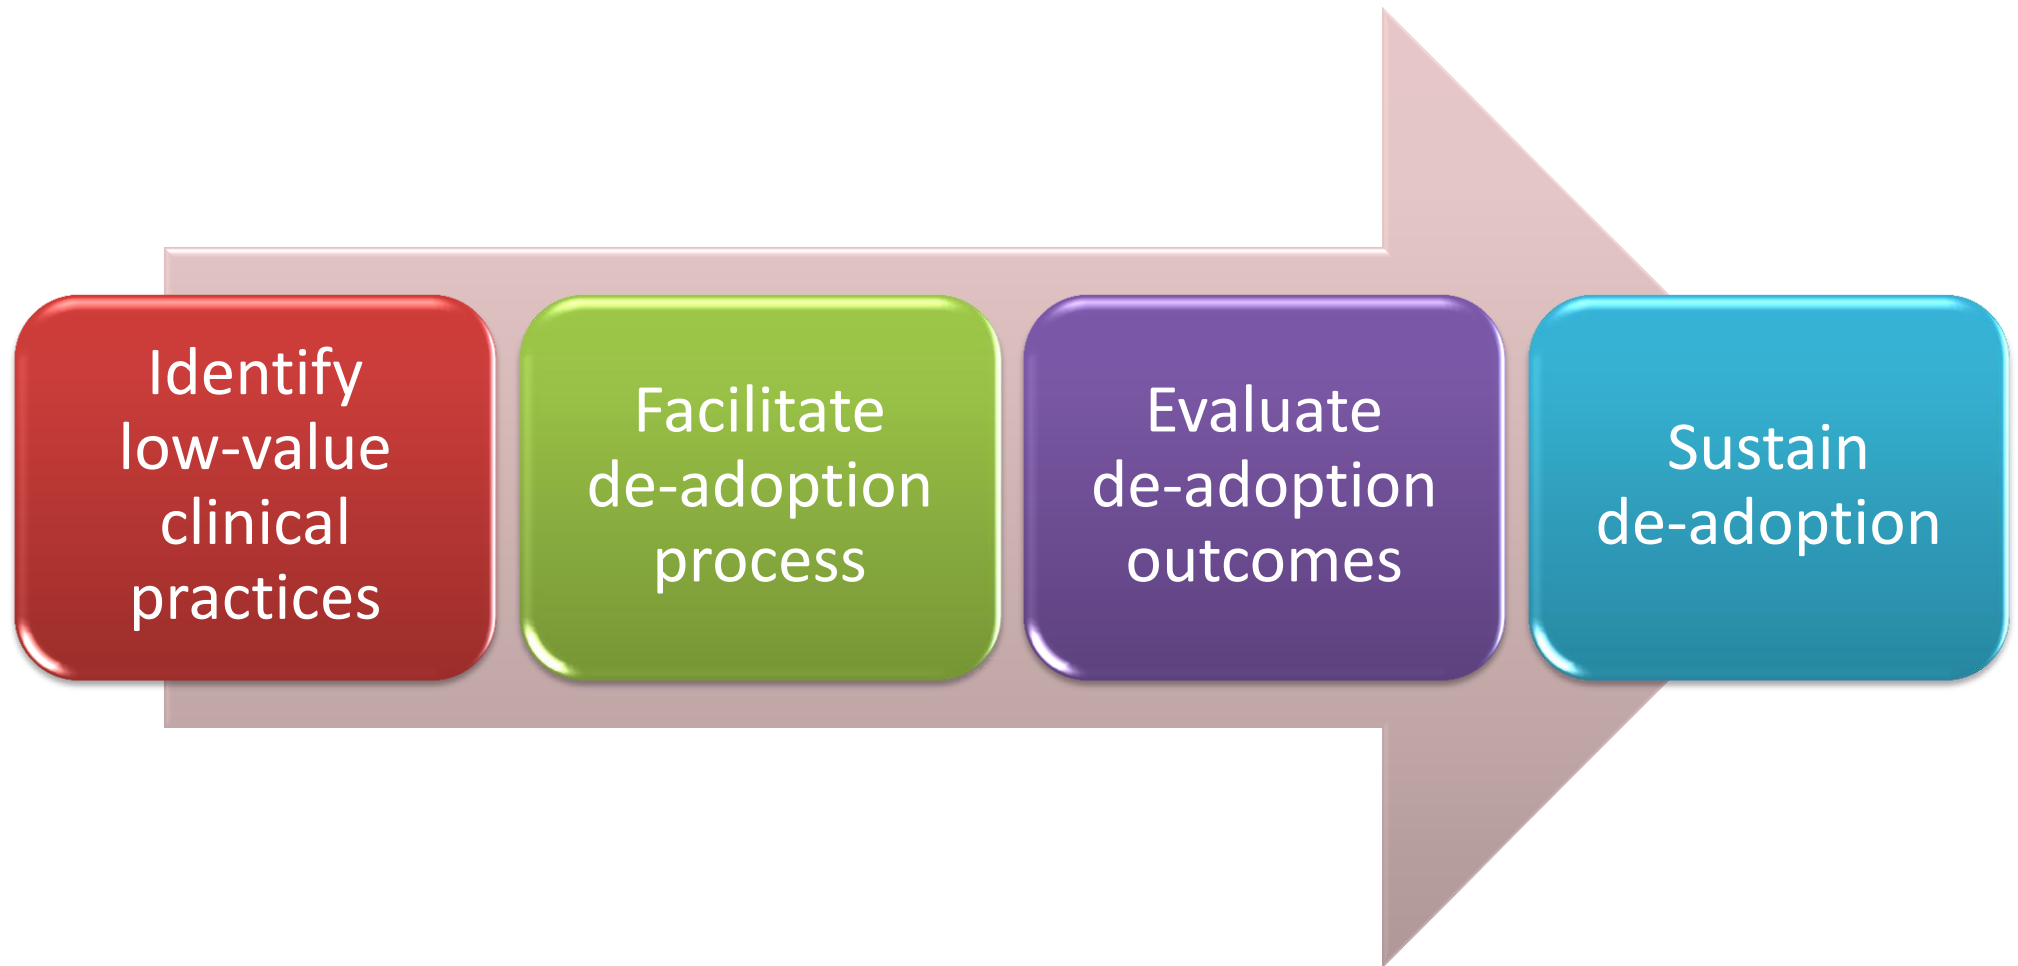 Identify
low-value
clinical
practices
Facilitate
de-adoption
process
Evaluate
de-adoption
outcomes
Sustain
de-adoption